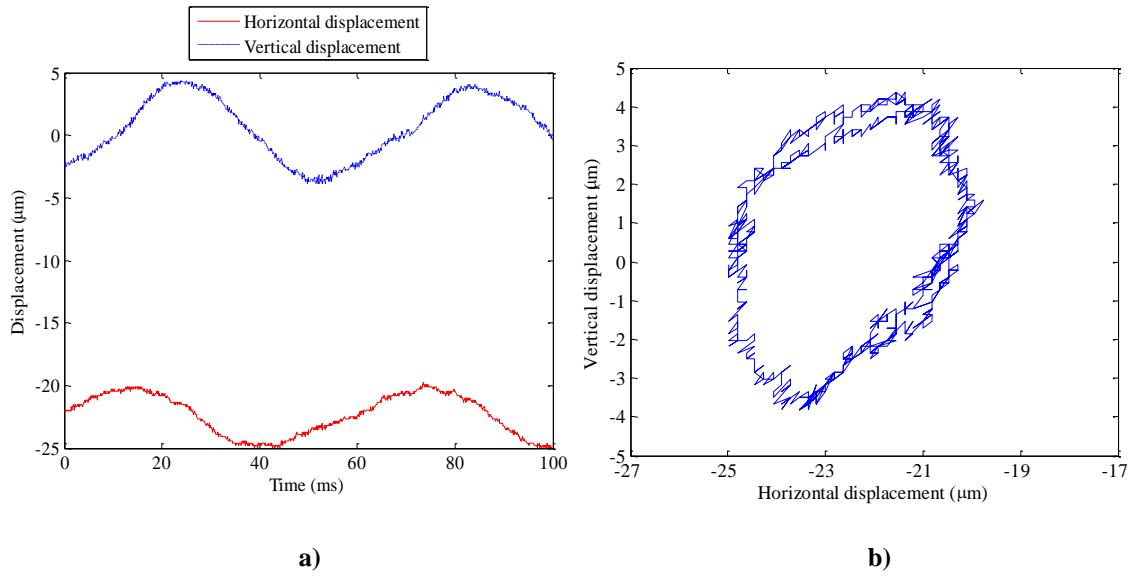 Horizontal displacement
Vertical displacement
5
0
-5
-10
-15
-20
-25
0 20 40 60 80 100
Displacement (μm)
Time (ms)
a)
5
4
3
2
1
0
-1
-2
-3
-4
-5
-27 -25 -23 -21 -19 -17
Vertical displacement (μm)
Horizontal displacement (μm)
b)